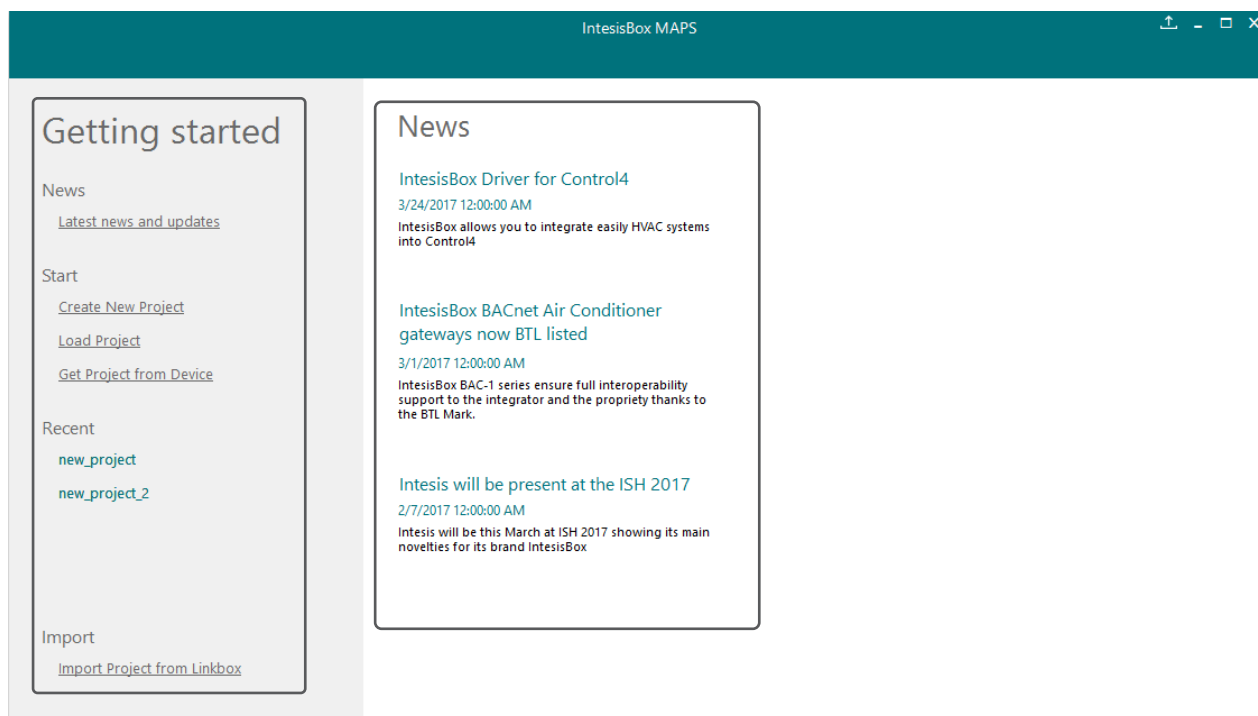 IntesisBox MAPS
Getting started
News
Latest news and updates
Start
Create New Project
Load Project
Get Project from Device
Recent
new_project
new_project_2
Import
Import Project from Linkbox
News
IntesisBox Driver for Control4
3/24/2017 12:00:00 AM
IntesisBox allows you to integrate easily HVAC systems
into Control4
IntesisBox BACnet Air Conditioner
gateways now BTL listed
3/1/2017 12:00:00 AM
IntesisBox BAC-1 series ensure full interoperability
support to the integrator and the propriety thanks to
the BTL Mark.
Intesis will be present at the ISH 2017
2/7/2017 12:00:00 AM
Intesis will be this March at ISH 2017 showing its main
novelties for its brand IntesisBox